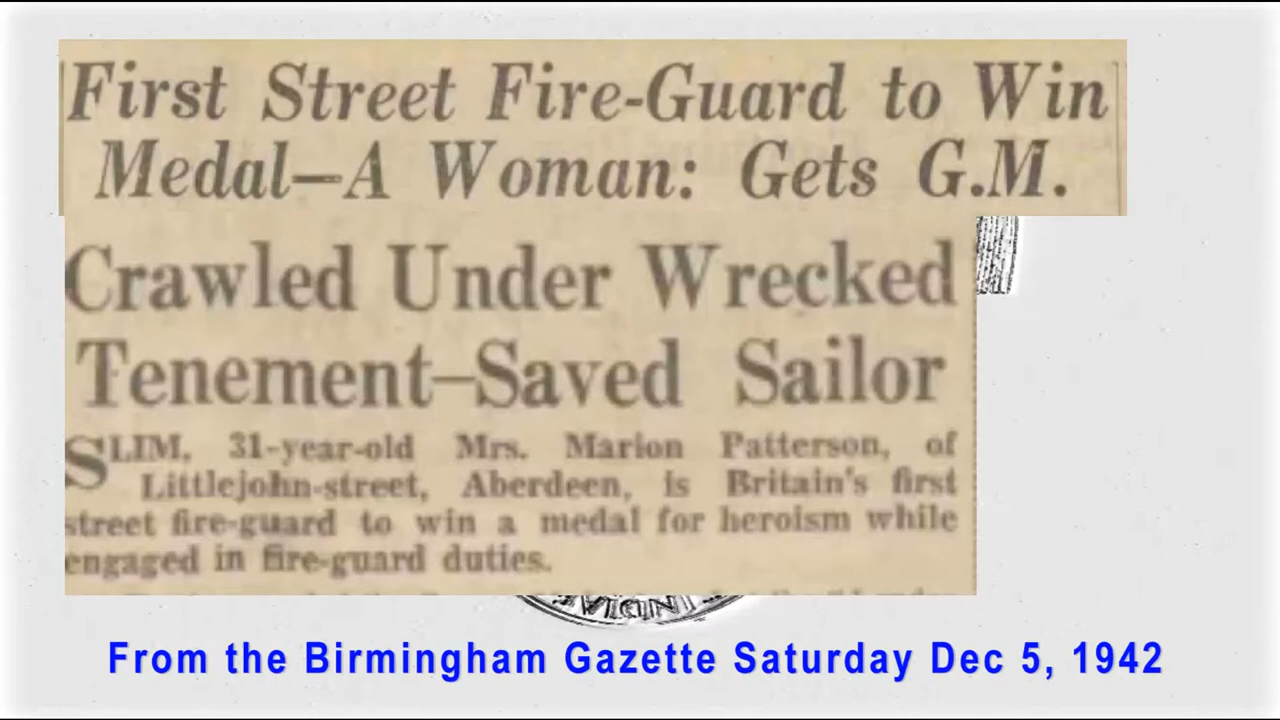 First Street Fire-Guard to Win
Medal—A Woman: Gets G.M.
Crawled Under Wrecked
Tenement—Saved Sailor
SLIM, 31-year-old Mrs. Marion Patterson, of
Littlejohn-street, Aberdeen, is Britain's first
street fire-guard to win a medal for heroism while
engaged in fire-guard duties.
INDIAE
From the Birmingham Gazette Saturday Dec 5, 1942